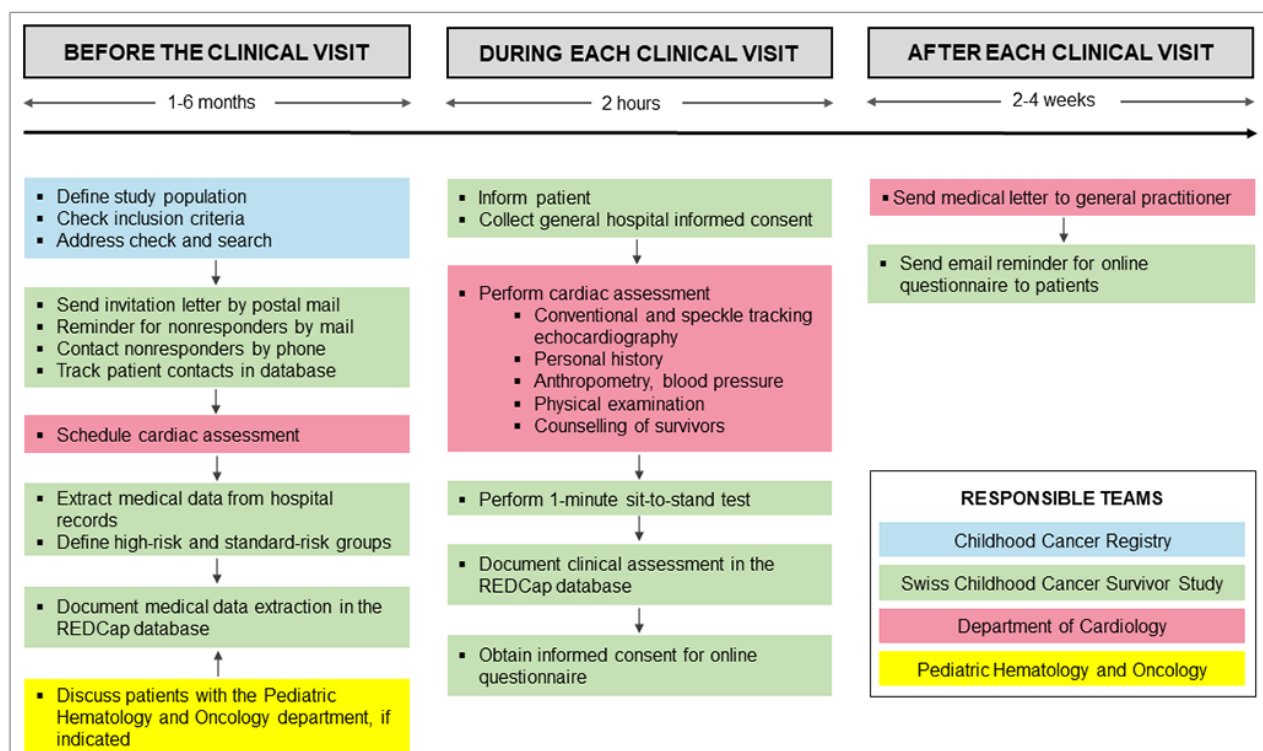 BEFORE THE CLINICAL VISIT
1-6 months
▪ Define study population
▪ Check inclusion criteria
▪ Address check and search
▪ Send invitation letter by postal mail
▪ Reminder for nonresponders by mail
▪ Contact nonresponders by phone
▪ Track patient contacts in database
▪ Schedule cardiac assessment
▪ Extract medical data from hospital
records
▪ Define high-risk and standard-risk groups
▪ Document medical data extraction in the
REDCap database
▪ Discuss patients with the Pediatric
Hematology and Oncology department, if
indicated
DURING EACH CLINICAL VISIT
2 hours
▪ Inform patient
▪ Collect general hospital informed consent
▪ Perform cardiac assessment
▪ Conventional and speckle tracking
echocardiography
▪ Personal history
▪ Anthropometry, blood pressure
▪ Physical examination
▪ Counselling of survivors
▪ Perform 1-minute sit-to-stand test
▪ Document clinical assessment in the
REDCap database
▪ Obtain informed consent for online
questionnaire
AFTER EACH CLINICAL VISIT
2-4 weeks
▪ Send medical letter to general practitioner
▪ Send email reminder for online
questionnaire to patients
RESPONSIBLE TEAMS
Childhood Cancer Registry
Swiss Childhood Cancer Survivor Study
Department of Cardiology
Pediatric Hematology and Oncology